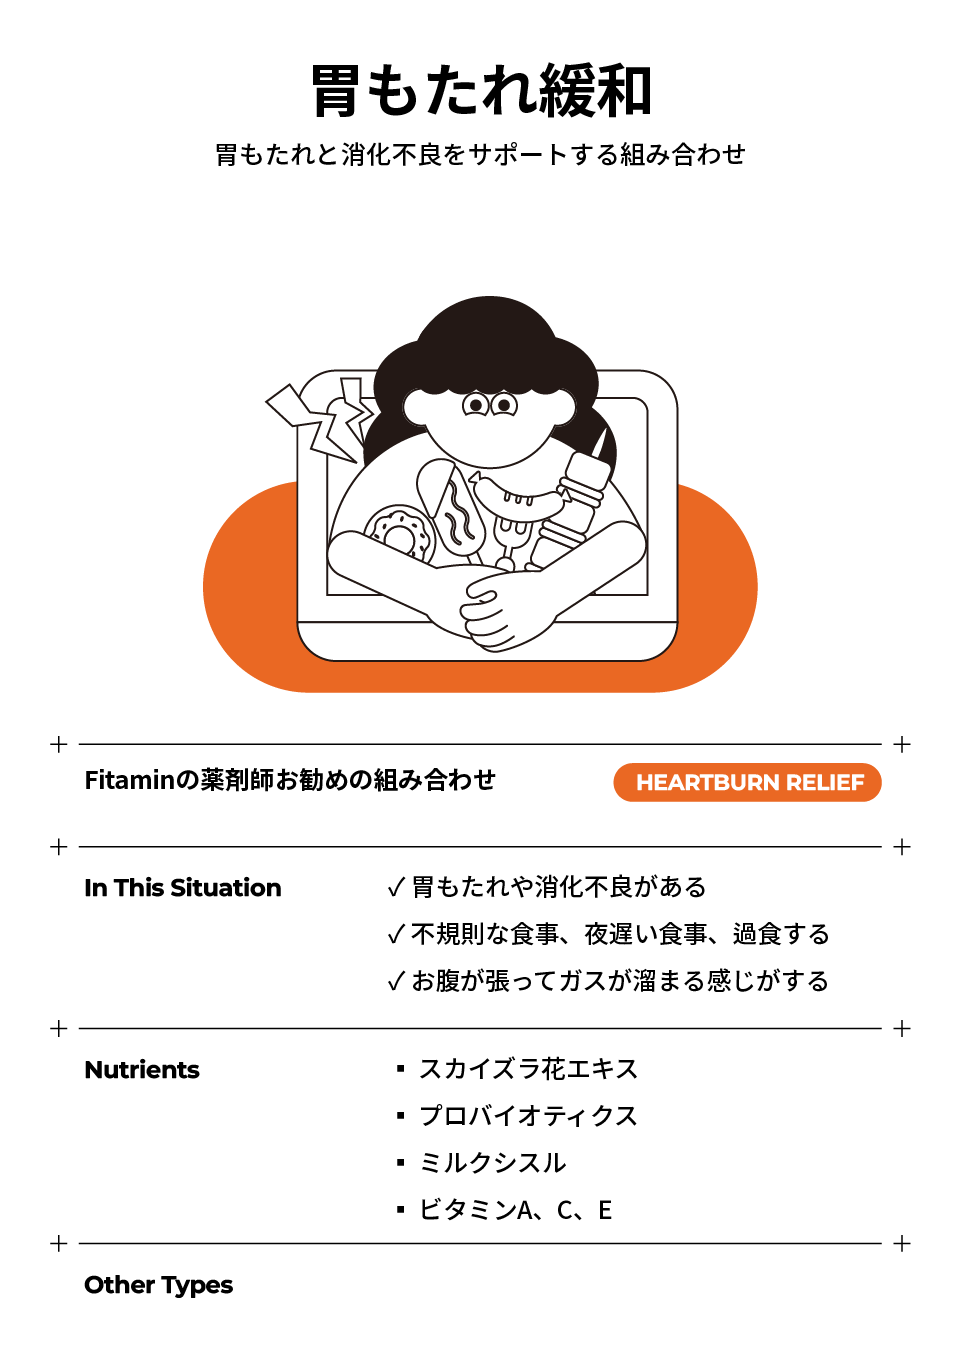 胃もたれ緩和
胃もたれと消化不良をサポートする組み合わせ
Fitaminの薬剤師お勧めの組み合わせ
HEARTBURN RELIEF
In This Situation
✓ 胃もたれや消化不良がある
✓ 不規則な食事、夜遅い食事、過食する
✓ お腹が張ってガスが溜まる感じがする
Nutrients
▪ スカイズラ花エキス
▪ プロバイオティクス
▪ ミルクシスル
▪ ビタミンA、C、E
Other Types